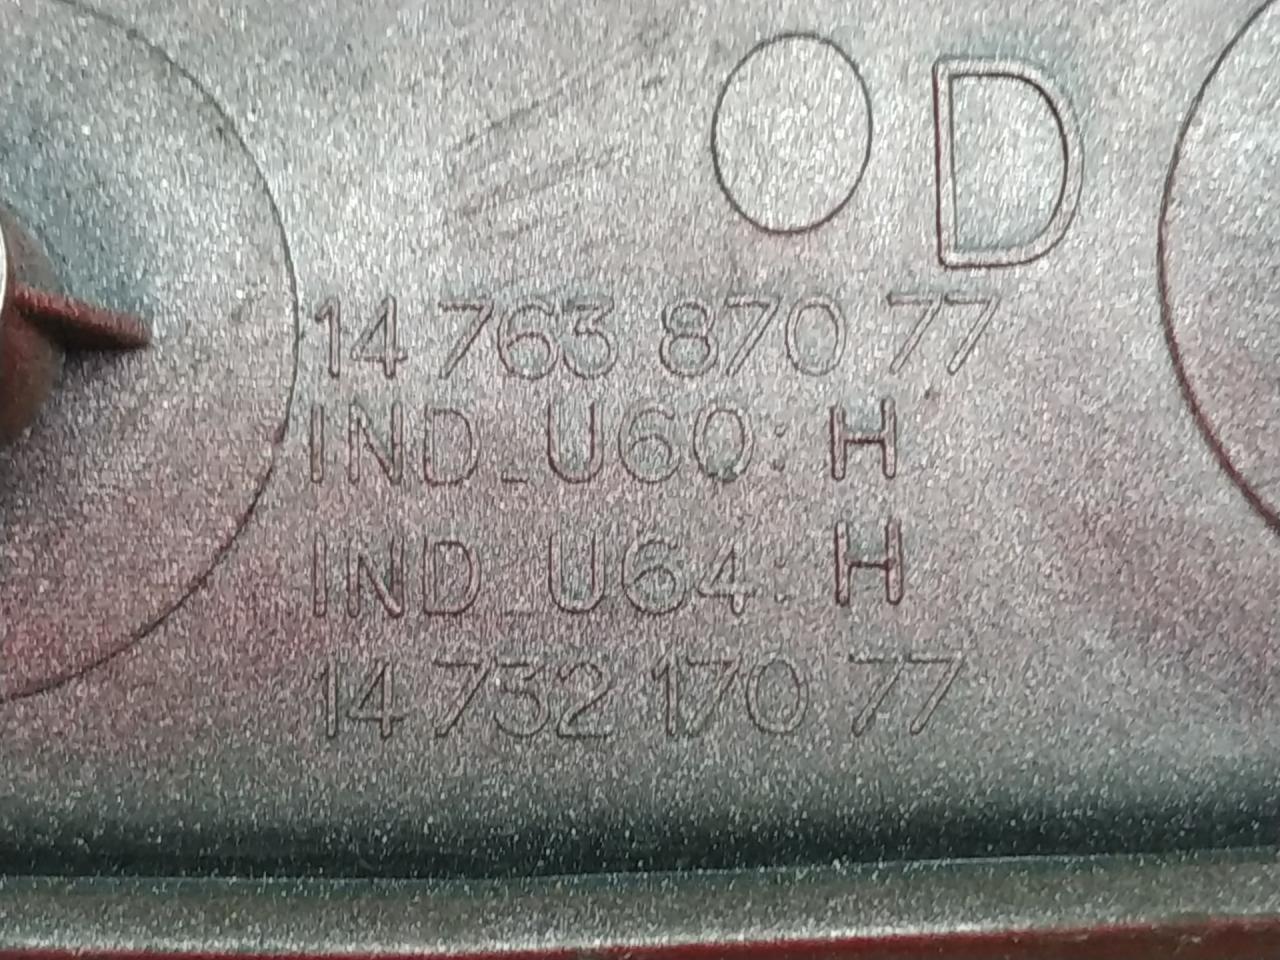 D
14 763 870 77
IND_U60: H
IND_U64: H
14 732 170 77